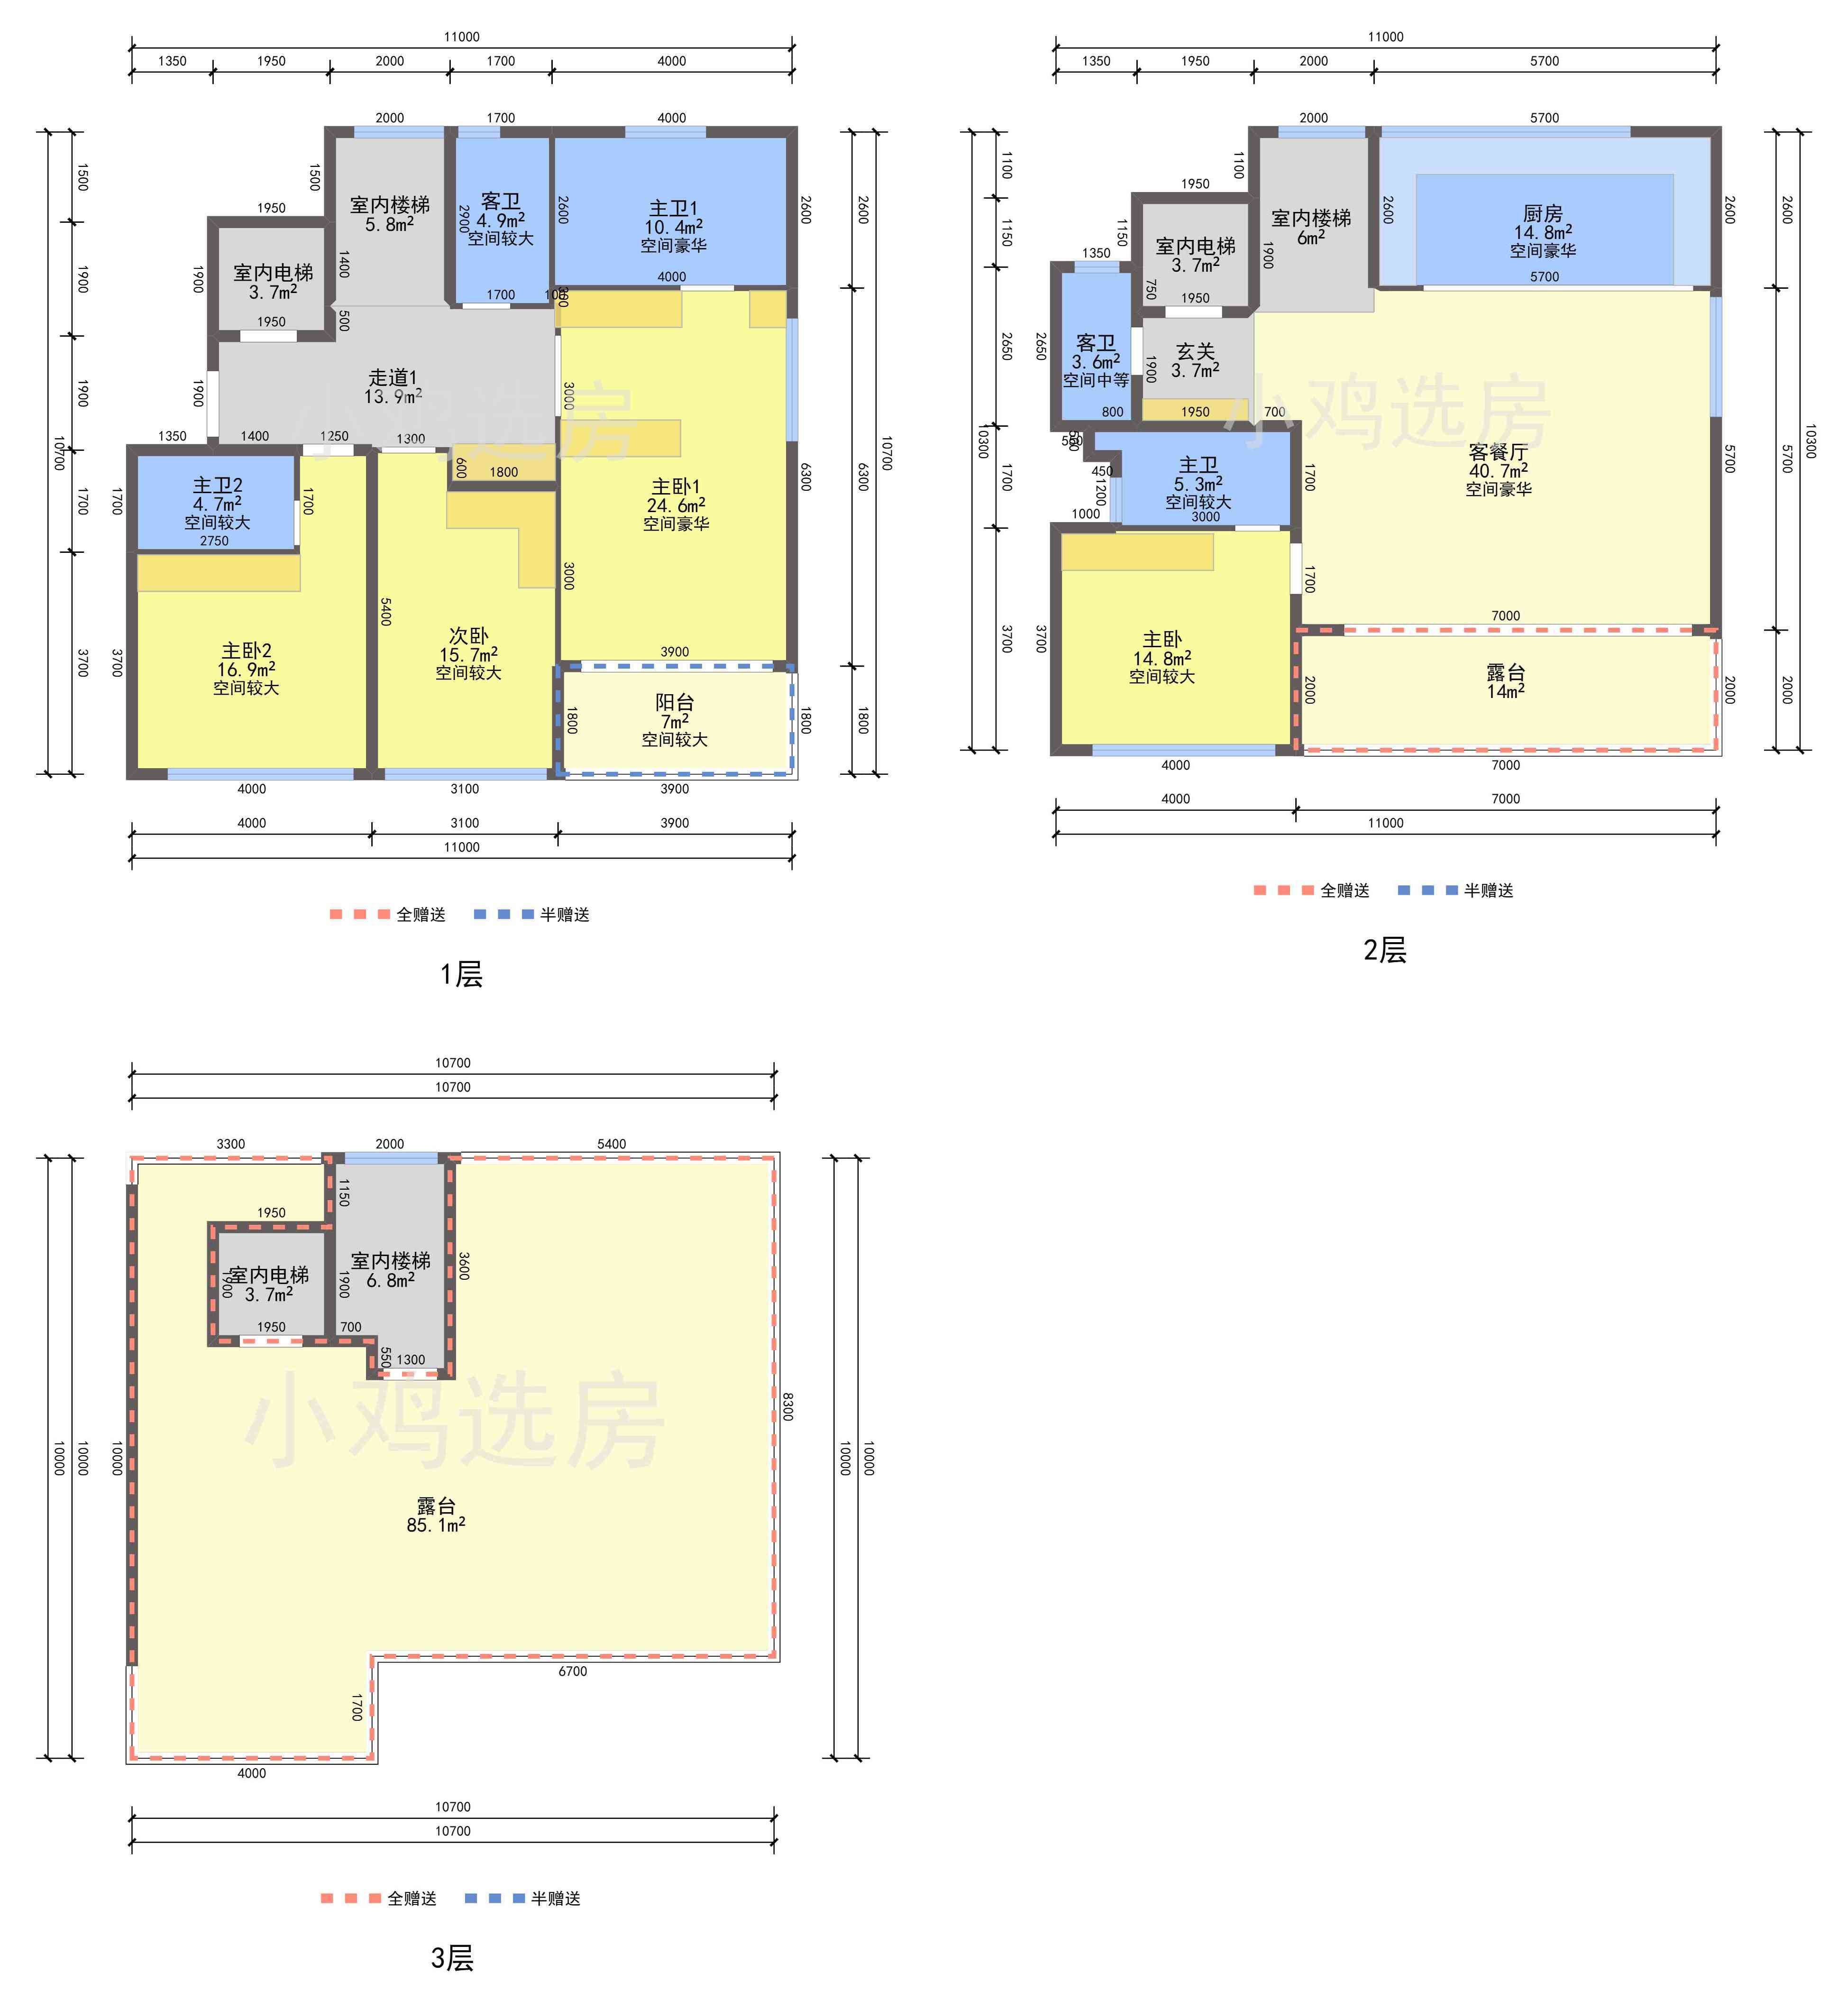 11000
1350 1950 2000 1700 4000
2000 1700 4000
1500 1500
室内楼梯
5.8m²
客卫
4.9m²
空间较大
2900
2600
主卫1
10.4m²
空间豪华
2600 2600
1950
1900 1900
室内电梯
3.7m²
1400
1950
500
1700
4000
走道1
13.9m²
1900 1900
3000
小鸡选房
10700
1350 1400 1250 1300
600 1800
1700 1700
主卫2
4.7m²
空间较大
2750
1700
主卧1
24.6m²
空间豪华
6300 6300
10700
3000
5400
主卧2
16.9m²
空间较大
次卧
15.7m²
空间较大
3700 3700
3900
阳台
7m²
空间较大
1800 1800 1800
4000 3100 3900
4000 3100 3900
11000
全赠送 半赠送
1层
11000
1350 1950 2000 5700
2000 5700
1100 1100
1950
1150 1150
室内楼梯
6m²
1900
2600
厨房
14.8m²
空间豪华
5700
2600 2600
室内电梯
3.7m²
1350
750
1950
客卫
3.6m²
空间中等
2650 2650
玄关
3.7m²
1900
800 1950 700
小鸡选房
10300
550
450
1200
主卫
5.3m²
空间较大
1000 3000
1700 1700
客餐厅
40.7m²
空间豪华
5700 5700
10300
1700
主卧
14.8m²
空间较大
3700 3700
7000
露台
14m²
2000 2000 2000
4000 7000
4000 7000
11000
全赠送 半赠送
2层
10700
10700
3300 2000 5400
1150
1950
室内电梯
3.7m²
1900
室内楼梯
6.8m²
1900
3600
1950 700
550 1300
小鸡选房
8300
10000 10000 10000
10000 10000
露台
85.1m²
6700
1700
4000
10700
10700
全赠送 半赠送
3层